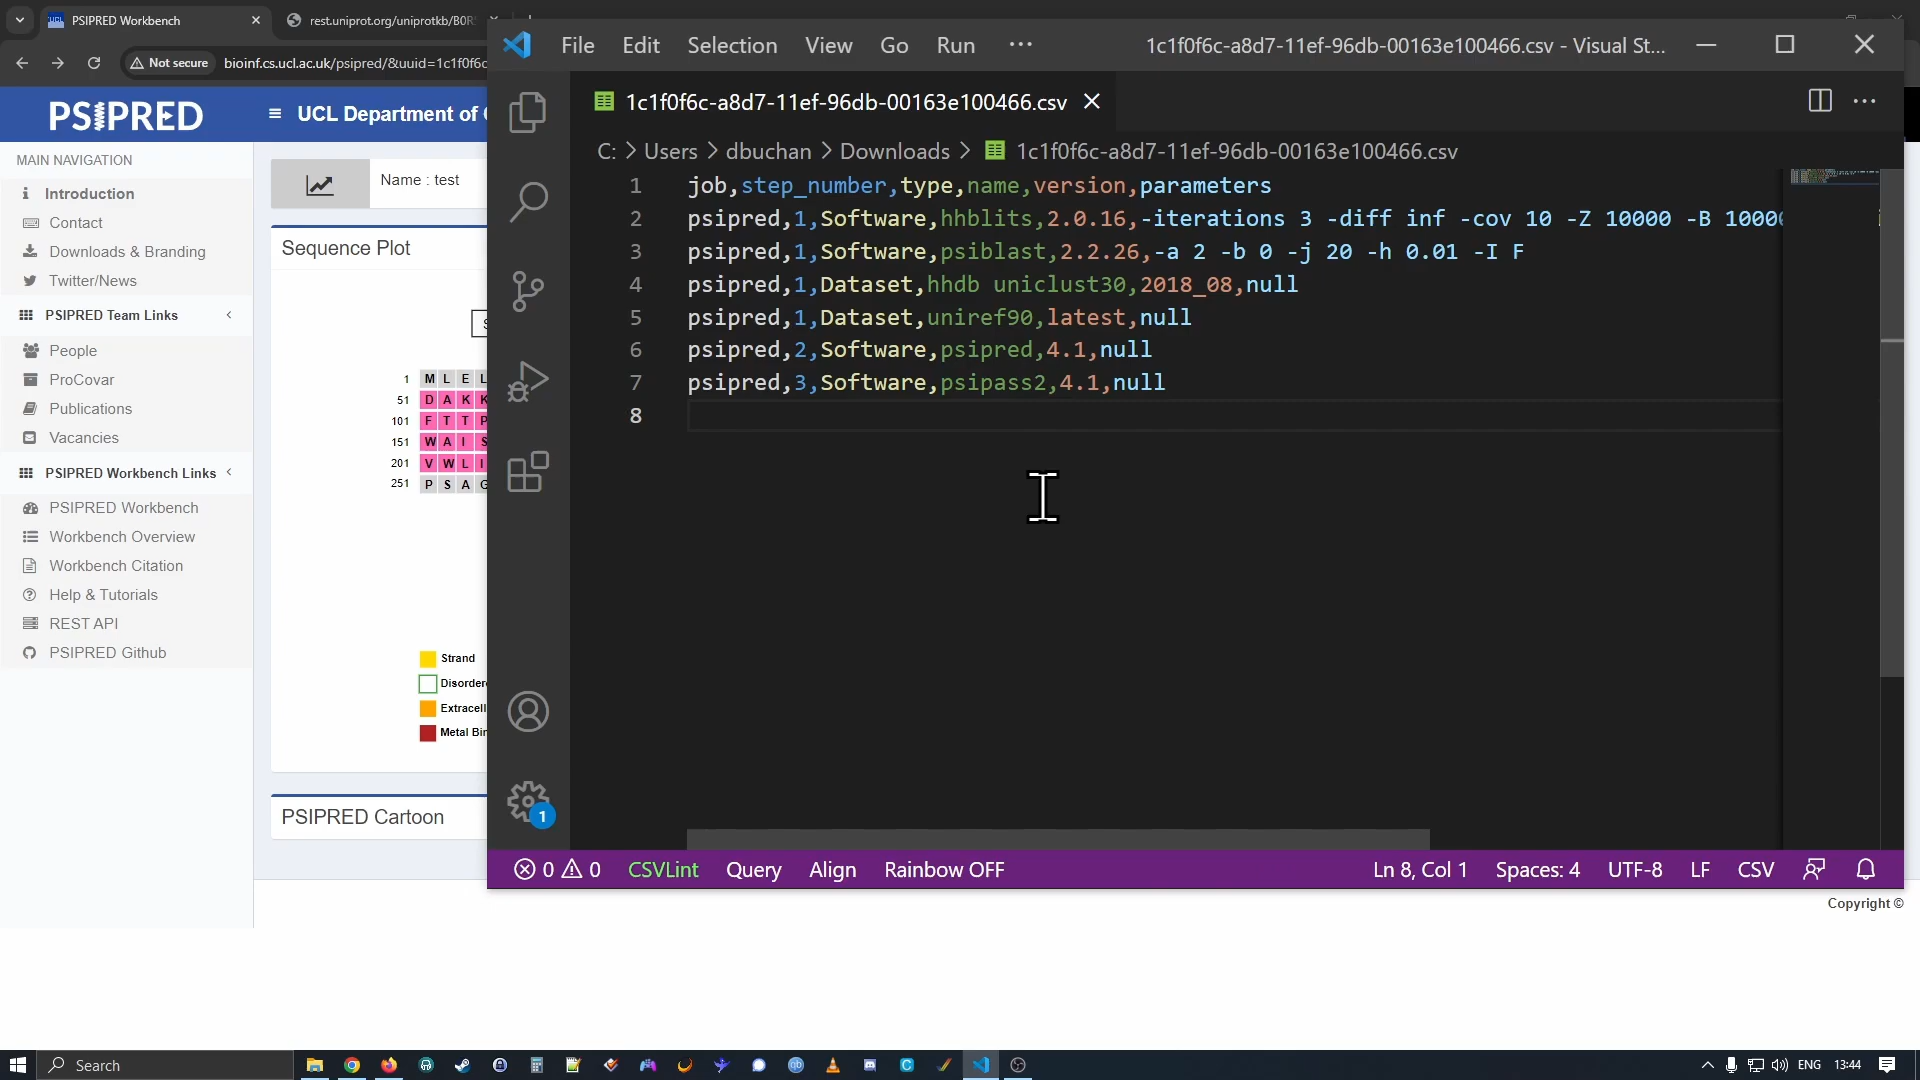 PSIPRED Workbench
rest.uniprot.org/uniprotkb/B0R
Not secure
bioinf.cs.ucl.ac.uk/psipred/&uuid=1c1f0f6c
PSIPRED
UCL Department of
MAIN NAVIGATION
Introduction
Contact
Downloads & Branding
Twitter/News
PSIPRED Team Links
People
ProCovar
Publications
Vacancies
PSIPRED Workbench Links
PSIPRED Workbench
Workbench Overview
Workbench Citation
Help & Tutorials
REST API
PSIPRED Github
Name : test
Sequence Plot
1 M L E L
51 D A K K
101 F T T P
151 W A I S
201 V W L I
251 P S A G
Strand
Disordere
Extracell
Metal Bin
PSIPRED Cartoon
File Edit Selection View Go Run ···
1c1f0f6c-a8d7-11ef-96db-00163e100466.csv - Visual St...
1c1f0f6c-a8d7-11ef-96db-00163e100466.csv
C: > Users > dbuchan > Downloads > 1c1f0f6c-a8d7-11ef-96db-00163e100466.csv
1 job,step_number,type,name,version,parameters
2 psipred,1,Software,hhblits,2.0.16,-iterations 3 -diff inf -cov 10 -Z 10000 -B 10000
3 psipred,1,Software,psiblast,2.2.26,-a 2 -b 0 -j 20 -h 0.01 -I F
4 psipred,1,Dataset,hhdb uniclust30,2018_08,null
5 psipred,1,Dataset,uniref90,latest,null
6 psipred,2,Software,psipred,4.1,null
7 psipred,3,Software,psipass2,4.1,null
8
1
0 0 CSVLint Query Align Rainbow OFF
Ln 8, Col 1 Spaces: 4 UTF-8 LF CSV
Copyright ©
Search
ENG 13:44